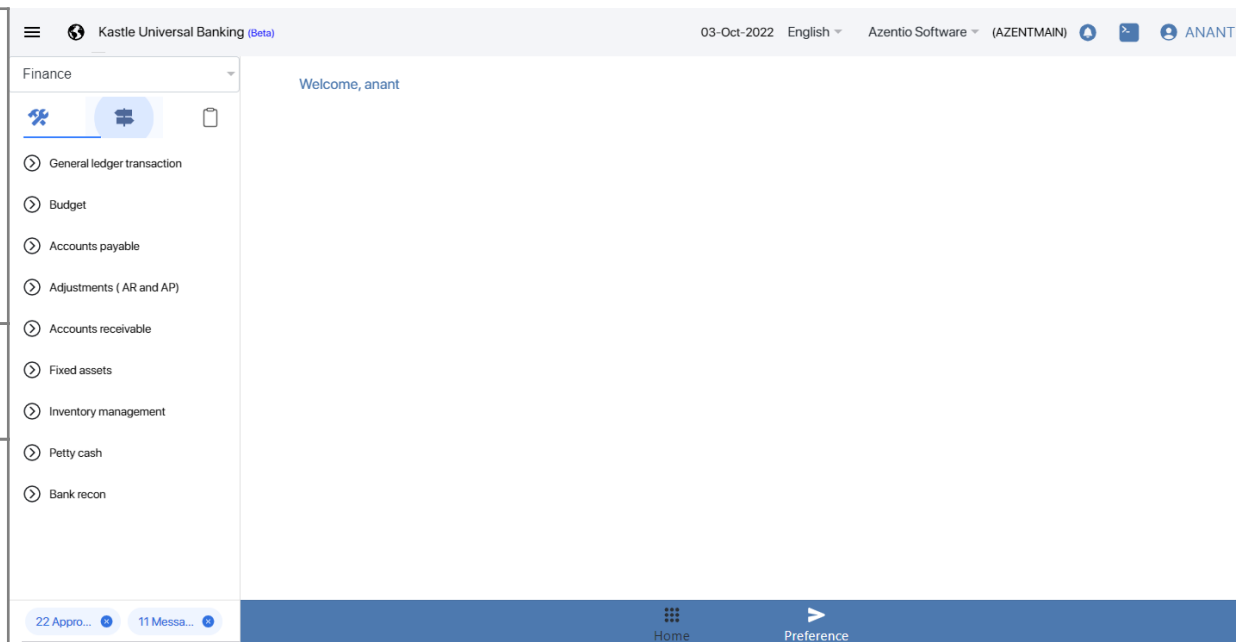 Kastle Universal Banking (Beta) 03-Oct-2022 English Azentio Software (AZENTMAIN) ANANT
Finance
Welcome, anant
General ledger transaction
Budget
Accounts payable
Adjustments ( AR and AP)
Accounts receivable
Fixed assets
Inventory management
Petty cash
Bank recon
22 Appro... 11 Messa...
Home Preference